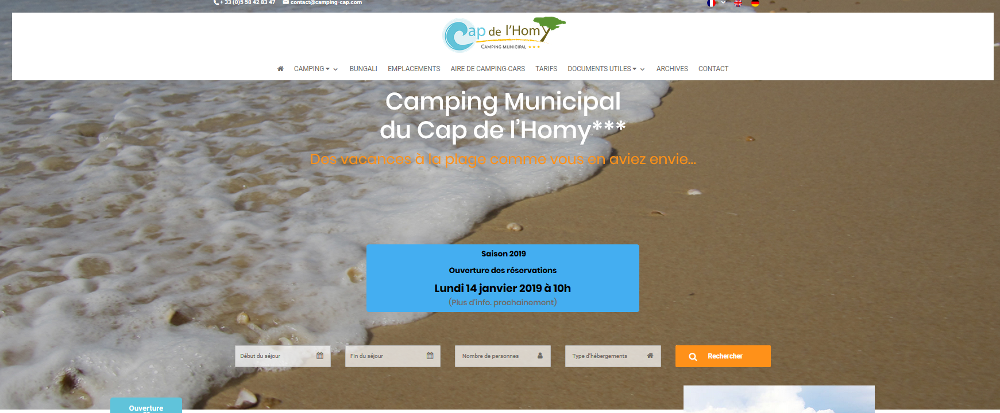 + 33 (0)5 58 42 83 47 contact@camping-cap.com
Cap de l'Homy
CAMPING MUNICIPAL ★★★
CAMPING BUNGALI EMPLACEMENTS AIRE DE CAMPING-CARS TARIFS DOCUMENTS UTILES ARCHIVES CONTACT
Camping Municipal
du Cap de l'Homy***
Des vacances à la plage comme vous en aviez envie...
Saison 2019
Ouverture des réservations
Lundi 14 janvier 2019 à 10h
(Plus d'info. prochainement)
Début du séjour Fin du séjour Nombre de personnes Type d'hébergements Rechercher
Ouverture